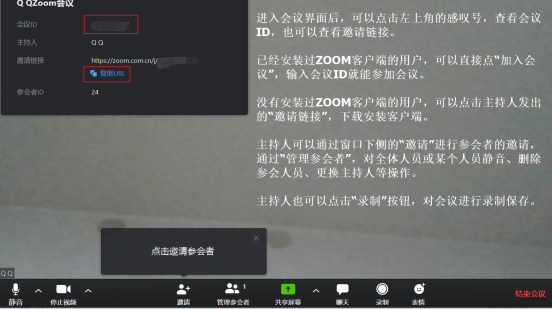 Q QZoom会议
会议ID
主持人
Q Q
邀请链接
https://zoom.com.cn/j/
复制URL
参会者ID
24
进入会议界面后，可以点击左上角的感叹号，查看会议
ID，也可以查看邀请链接。
已经安装过ZOOM客户端的用户，可以直接点“加入会
议”，输入会议ID就能参加会议。
没有安装过ZOOM客户端的用户，可以点击主持人发出
的“邀请链接”，下载安装客户端。
主持人可以通过窗口下侧的“邀请”进行参会者的邀请，
通过“管理参会者”，对全体人员或某个人员静音、删除
参会人员、更换主持人等操作。
主持人也可以点击“录制”按钮，对会议进行录制保存。
点击邀请参会者
Q Q
静音
停止视频
邀请
1
管理参会者
共享屏幕
聊天
录制
表情
结束会议